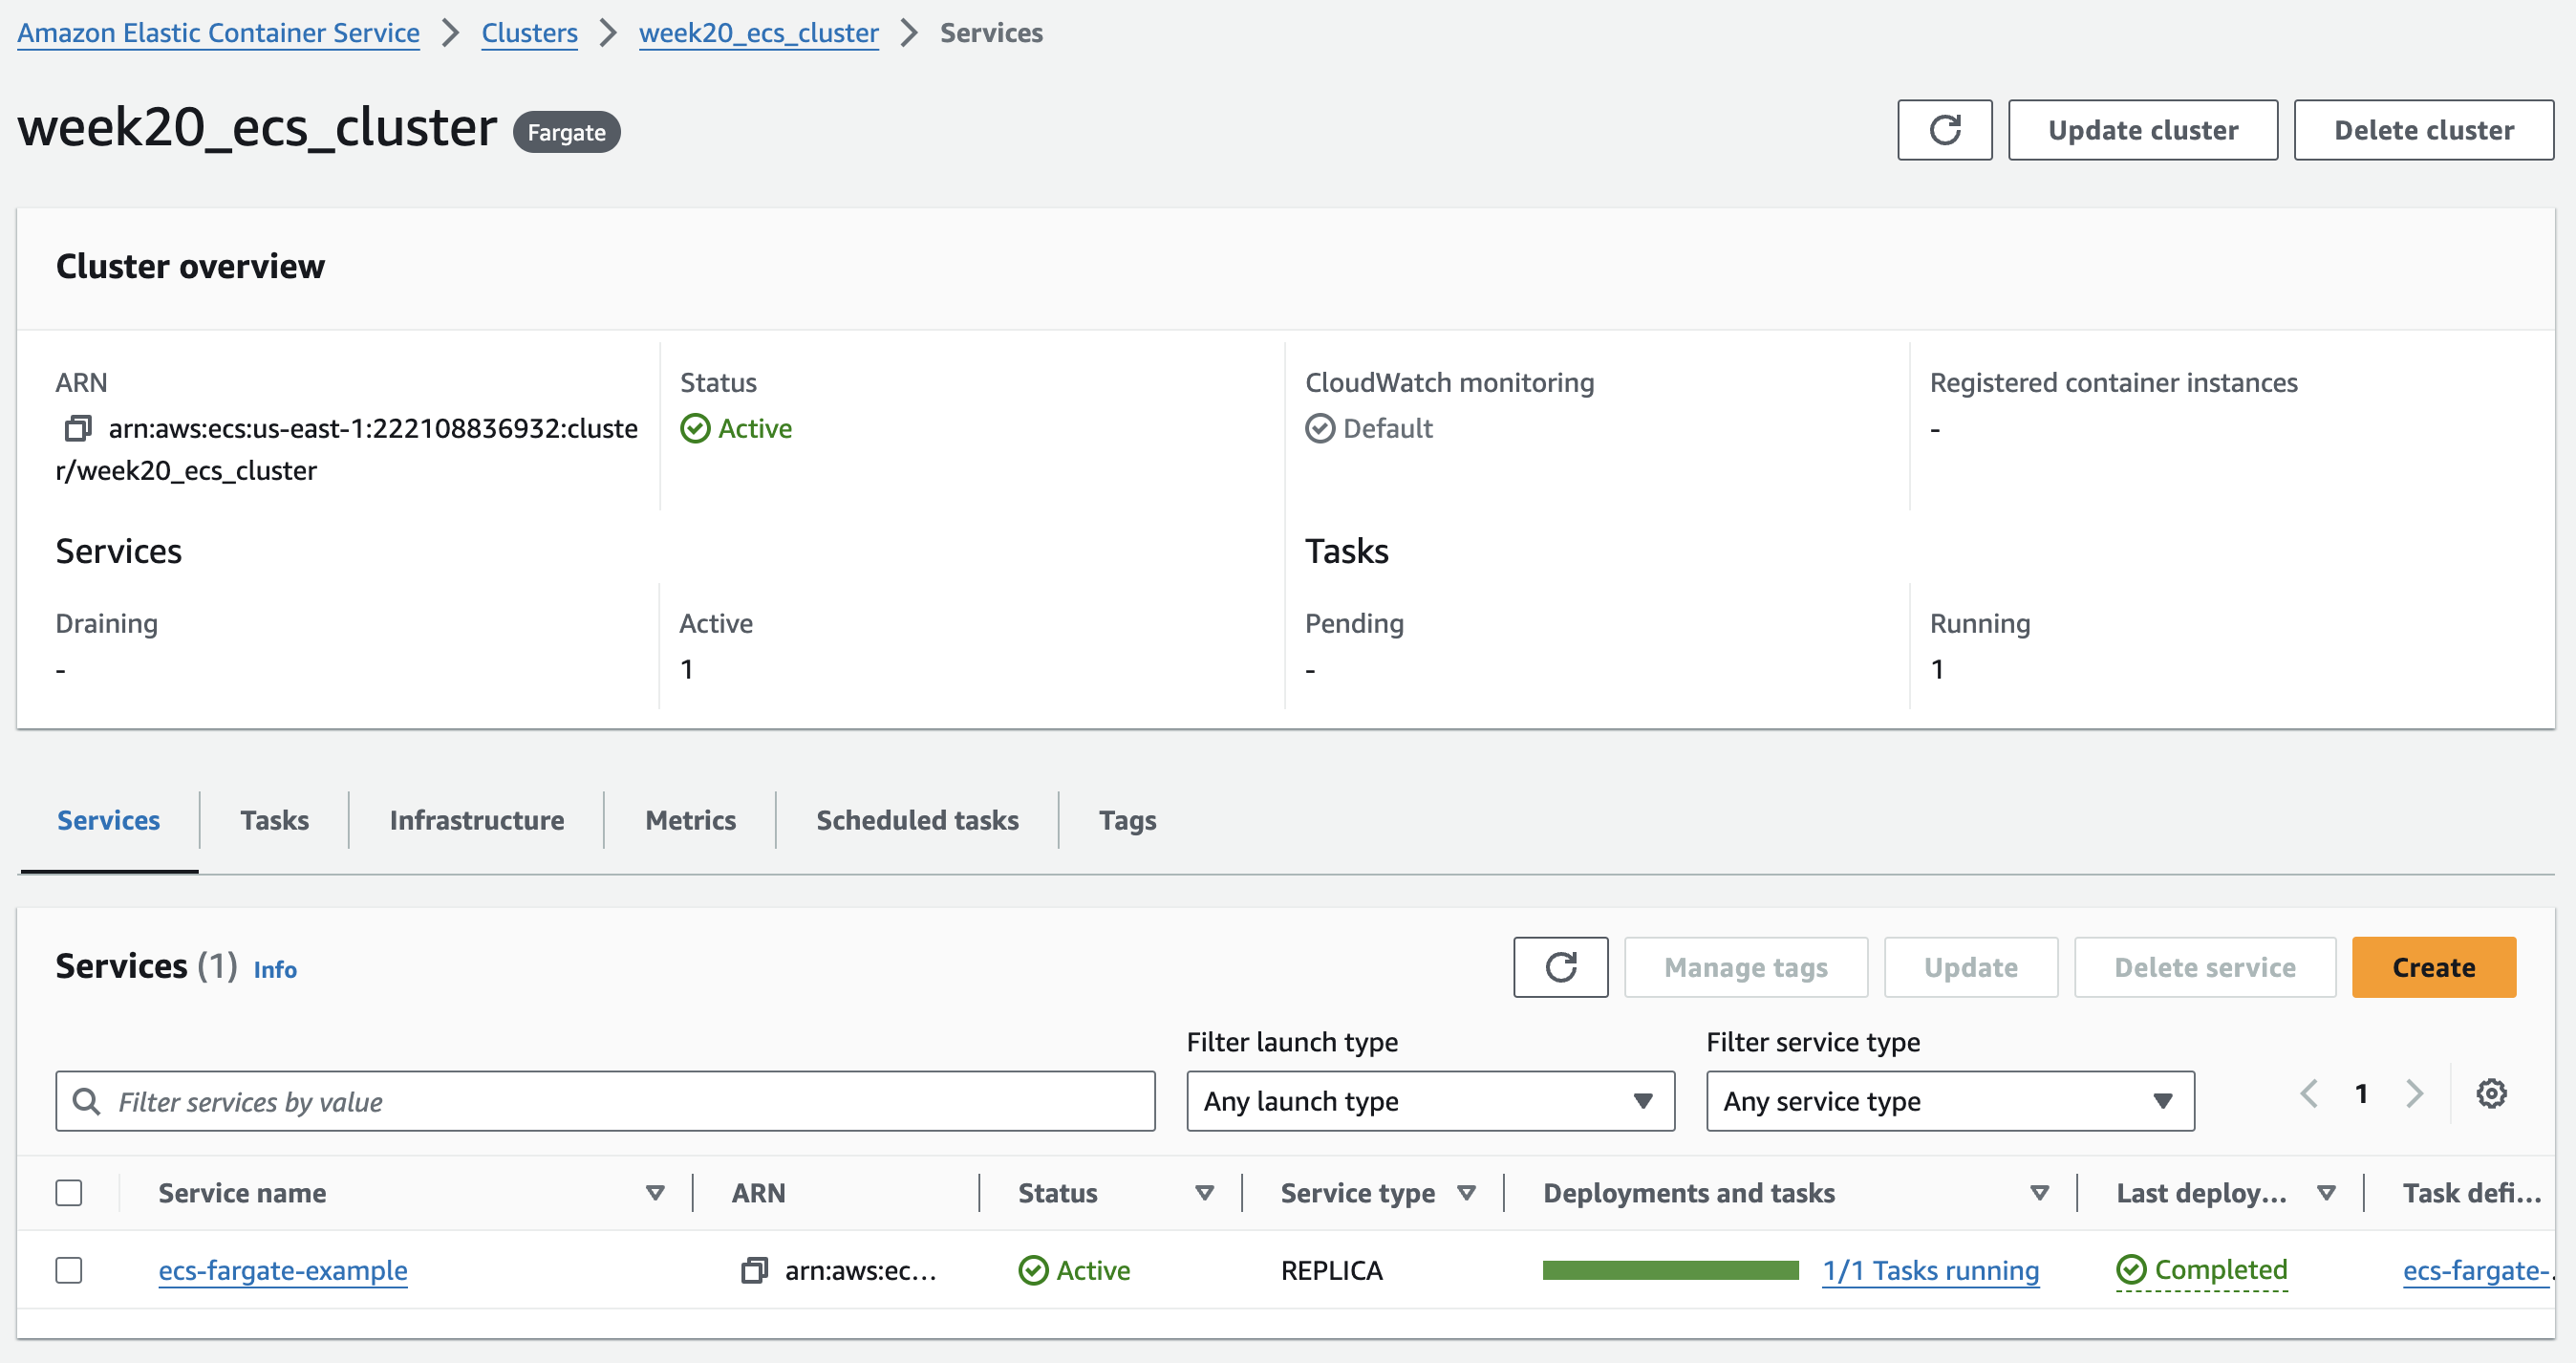 Amazon Elastic Container Service > Clusters > week20_ecs_cluster > Services
week20_ecs_cluster Fargate
Update cluster Delete cluster
Cluster overview
ARN
arn:aws:ecs:us-east-1:222108836932:cluste
r/week20_ecs_cluster
Status
Active
CloudWatch monitoring
Default
Registered container instances
-
Services
Draining
-
Active
1
Tasks
Pending
-
Running
1
Services Tasks Infrastructure Metrics Scheduled tasks Tags
Services (1) Info
Manage tags Update Delete service Create
Filter launch type
Filter service type
Filter services by value
Any launch type
Any service type
1
Service name ARN Status Service type Deployments and tasks Last deploy... Task defi...
ecs-fargate-example arn:aws:ec... Active REPLICA 1/1 Tasks running Completed ecs-fargate-.